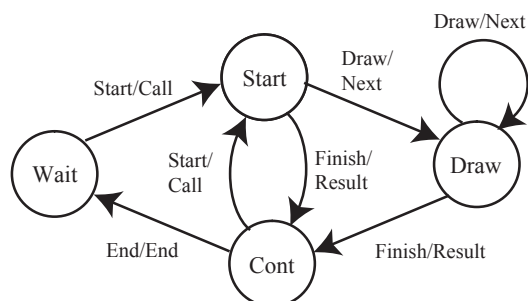 Draw/Next
Start
Draw/
Next
Start/Call
Start/
Call
Finish/
Result
Wait
Draw
End/End
Cont
Finish/Result